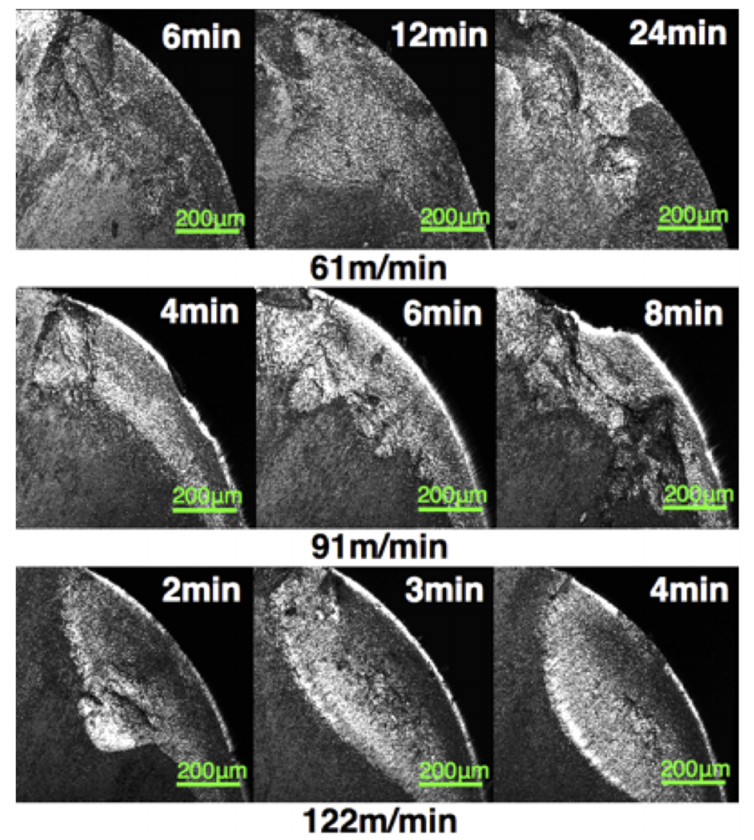 6min 12min 24min
200µm 200µm 200µm
61m/min
4min 6min 8min
200µm 200µm 200µm
91m/min
2min 3min 4min
200µm 200µm 200µm
122m/min